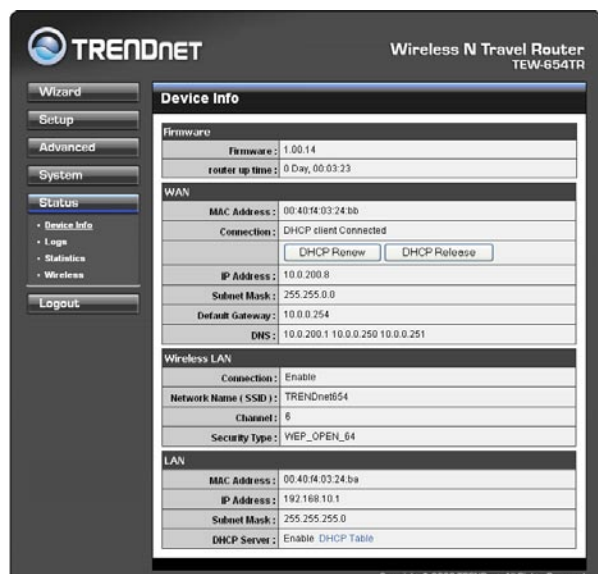 TRENDNET
Wireless N Travel Router
TEW-654TR
Wizard
Setup
Advanced
System
Status
• Device Info
• Logs
• Statistics
• Wireless
Logout
Device Info
Firmware
Firmware : 1.00.14
router up time : 0 Day, 00:03:23
WAN
MAC Address : 00:40:f4:03:24:bb
Connection : DHCP client Connected
DHCP Renew DHCP Release
IP Address : 10.0.200.8
Subnet Mask : 255.255.0.0
Default Gateway : 10.0.0.254
DNS : 10.0.200.1 10.0.0.250 10.0.0.251
Wireless LAN
Connection : Enable
Network Name ( SSID ) : TRENDnet654
Channel : 6
Security Type : WEP_OPEN_64
LAN
MAC Address : 00:40:f4:03:24:ba
IP Address : 192.168.10.1
Subnet Mask : 255.255.255.0
DHCP Server : Enable DHCP Table